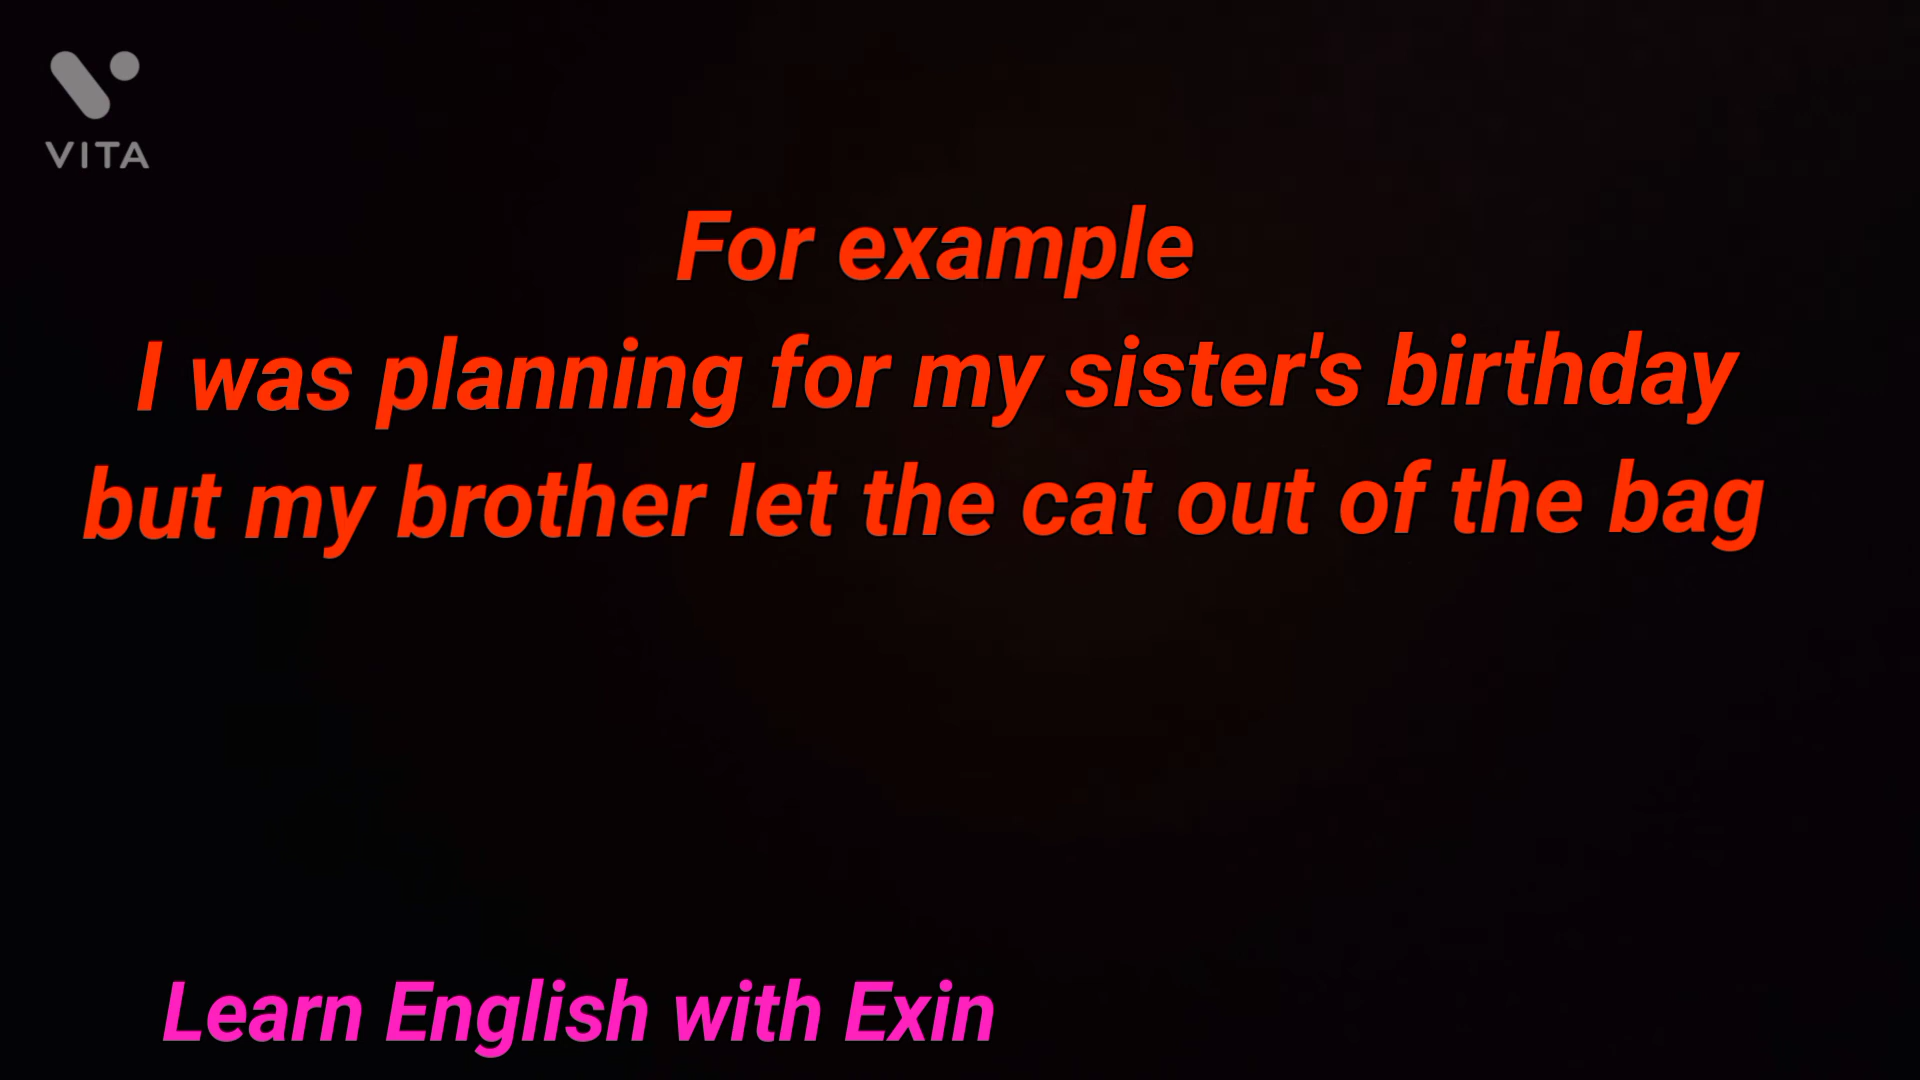 VITA
For example
I was planning for my sister's birthday
but my brother let the cat out of the bag
Learn English with Exin